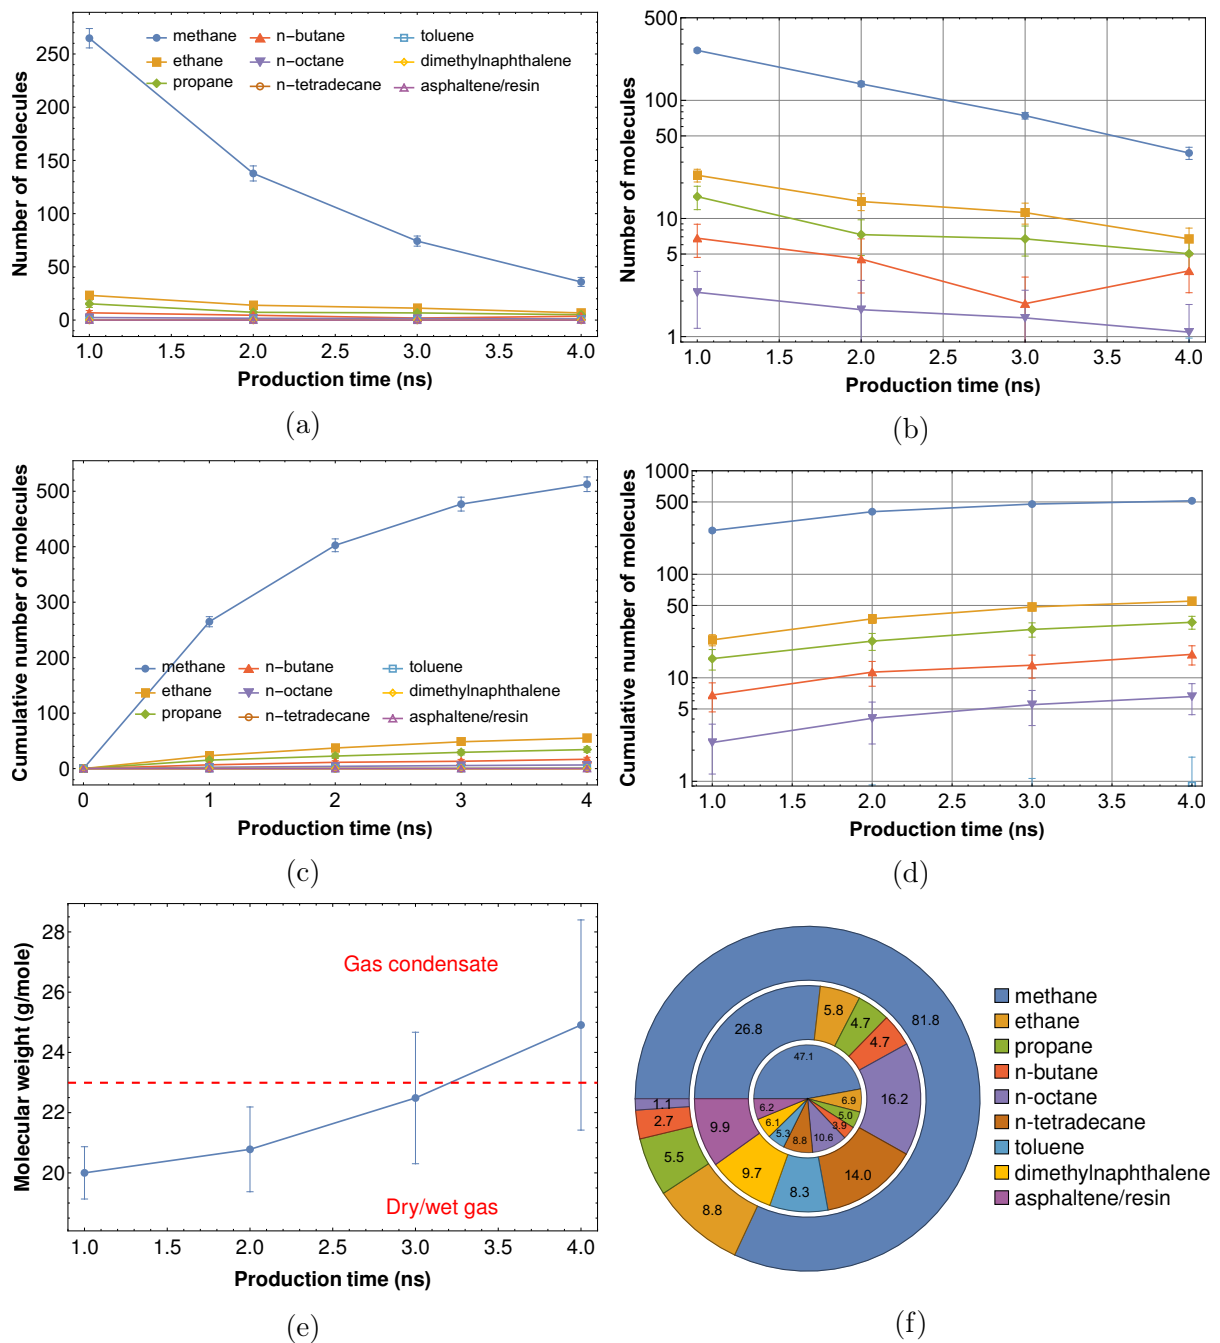 methane n−butane toluene
ethane n−octane dimethylnaphthalene
propane n−tetradecane asphaltene/resin
Number of molecules
250
200
150
100
50
0
1.0 1.5 2.0 2.5 3.0 3.5 4.0
Production time (ns)
(a)
Number of molecules
500
100
50
10
5
1
1.0 1.5 2.0 2.5 3.0 3.5 4.0
Production time (ns)
(b)
Cumulative number of molecules
500
400
300
200
100
0
methane n−butane toluene
ethane n−octane dimethylnaphthalene
propane n−tetradecane asphaltene/resin
0 1 2 3 4
Production time (ns)
(c)
Cumulative number of molecules
1000
500
100
50
10
5
1
1.0 1.5 2.0 2.5 3.0 3.5 4.0
Production time (ns)
(d)
Molecular weight (g/mole)
28
26
24
22
20
Gas condensate
Dry/wet gas
1.0 1.5 2.0 2.5 3.0 3.5 4.0
Production time (ns)
(e)
81.8
8.8
5.5
2.7
1.1
26.8
5.8
4.7
4.7
16.2
14.0
8.3
9.7
9.9
47.1
6.9
5.0
3.9
10.6
8.8
5.3
6.1
6.2
methane
ethane
propane
n-butane
n-octane
n-tetradecane
toluene
dimethylnaphthalene
asphaltene/resin
(f)